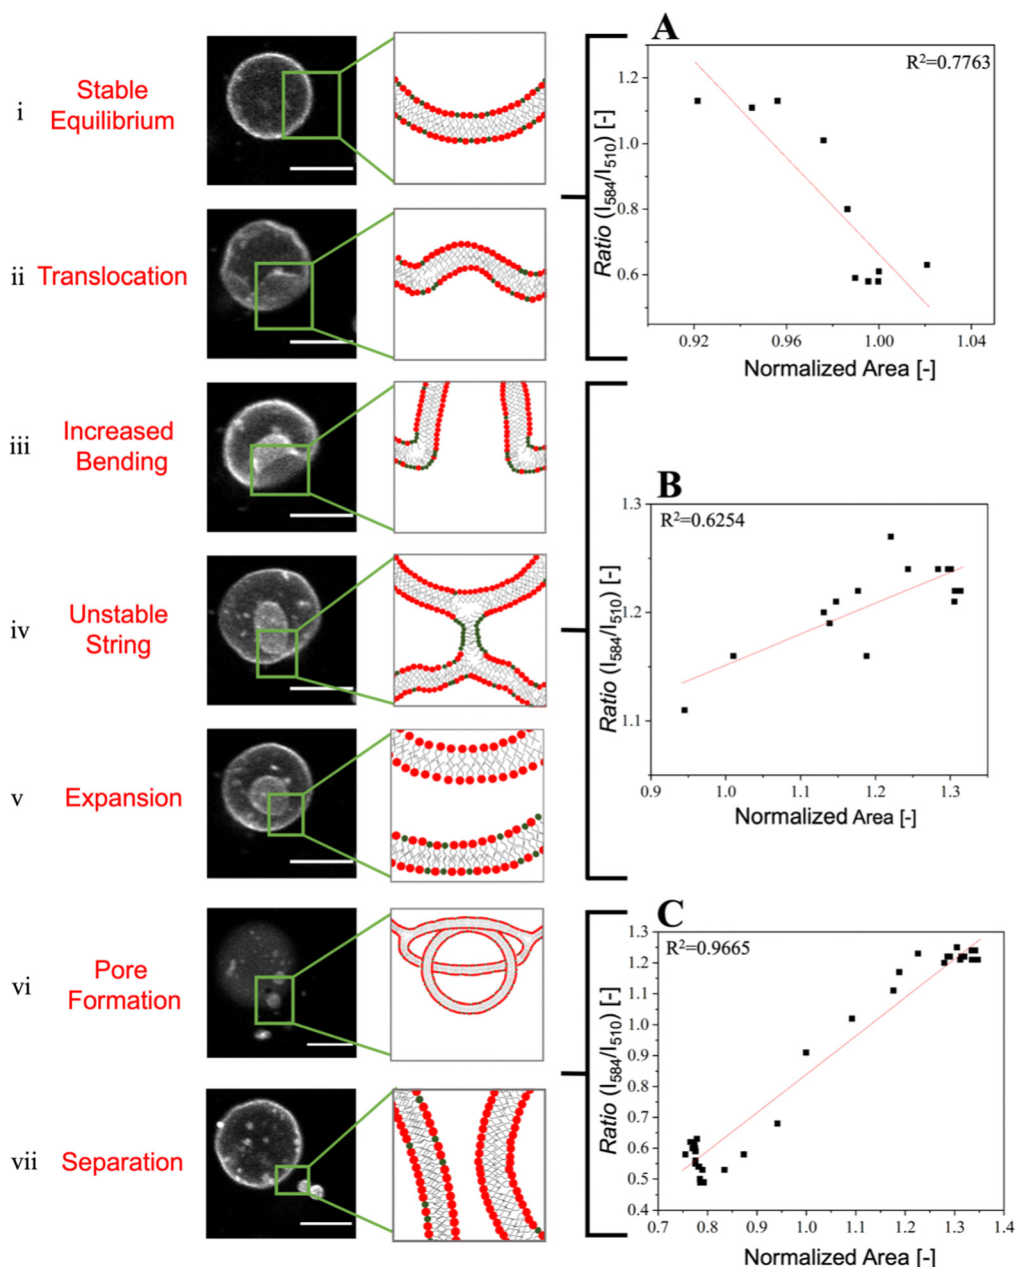 i
Stable
Equilibrium
ii
Translocation
iii
Increased
Bending
iv
Unstable
String
v
Expansion
vi
Pore
Formation
vii
Separation
A
R²=0.7763
Ratio (I₅₈₄/I₅₁₀) [-]
1.2
1.0
0.8
0.6
0.92
0.96
1.00
1.04
Normalized Area [-]
B
R²=0.6254
Ratio (I₅₈₄/I₅₁₀) [-]
1.3
1.2
1.1
0.9
1.0
1.1
1.2
1.3
Normalized Area [-]
C
R²=0.9665
Ratio (I₅₈₄/I₅₁₀) [-]
1.3
1.2
1.1
1.0
0.9
0.8
0.7
0.6
0.5
0.4
0.7
0.8
0.9
1.0
1.1
1.2
1.3
1.4
Normalized Area [-]